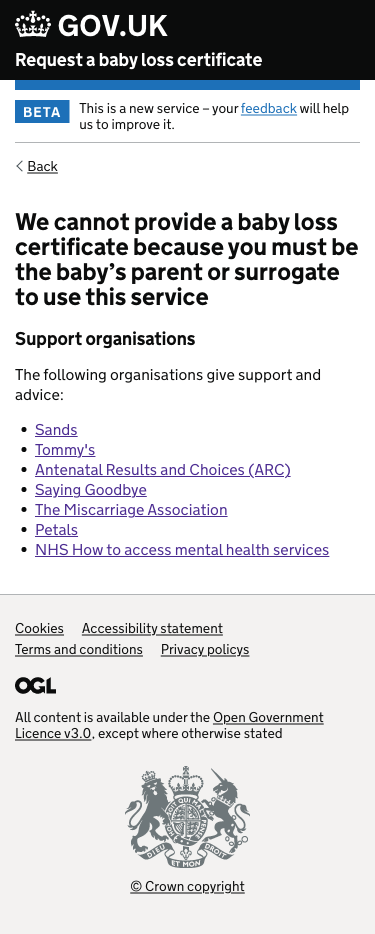 GOV.UK
Request a baby loss certificate
BETA
This is a new service – your feedback will help
us to improve it.
Back
We cannot provide a baby loss
certificate because you must be
the baby’s parent or surrogate
to use this service
Support organisations
The following organisations give support and
advice:
• Sands
• Tommy's
• Antenatal Results and Choices (ARC)
• Saying Goodbye
• The Miscarriage Association
• Petals
• NHS How to access mental health services
Cookies Accessibility statement
Terms and conditions Privacy policys
OGL
All content is available under the Open Government
Licence v3.0, except where otherwise stated
DIEU ET MON DROIT
© Crown copyright